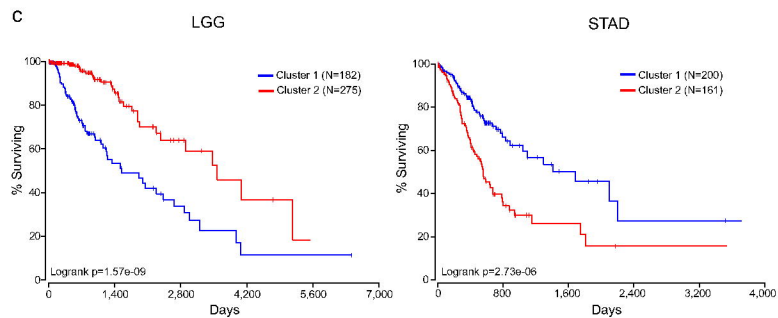 C
LGG
STAD
100
80
60
40
20
0
% Surviving
Cluster 1 (N=182)
Cluster 2 (N=275)
Logrank p=1.57e-09
0
1,400
2,800
4,200
5,600
7,000
Days
100
80
60
40
20
0
% Surviving
Cluster 1 (N=200)
Cluster 2 (N=161)
Logrank p=2.73e-06
0
800
1,600
2,400
3,200
4,000
Days